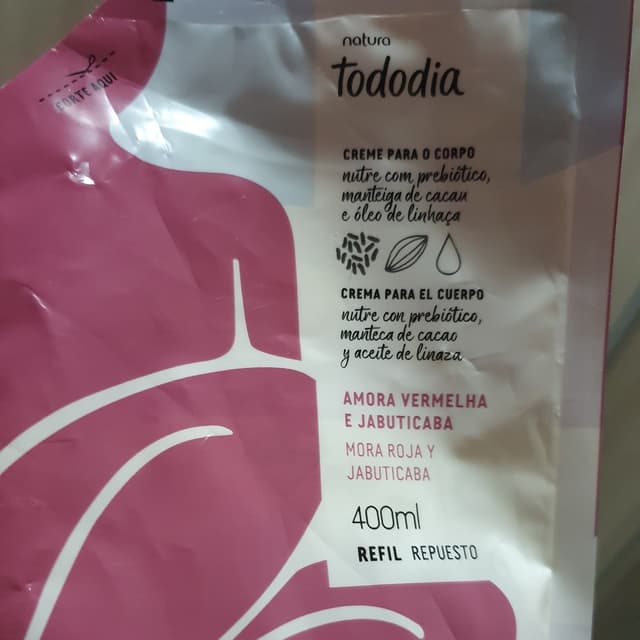 natura
tododia
CORTE AQUI
CREME PARA O CORPO
nutre com prebiótico,
manteiga de cacau
e óleo de linhaça
CREMA PARA EL CUERPO
nutre con prebiótico,
manteca de cacao
y aceite de linaza
AMORA VERMELHA
E JABUTICABA
MORA ROJA Y
JABUTICABA
400ml
REFIL REPUESTO